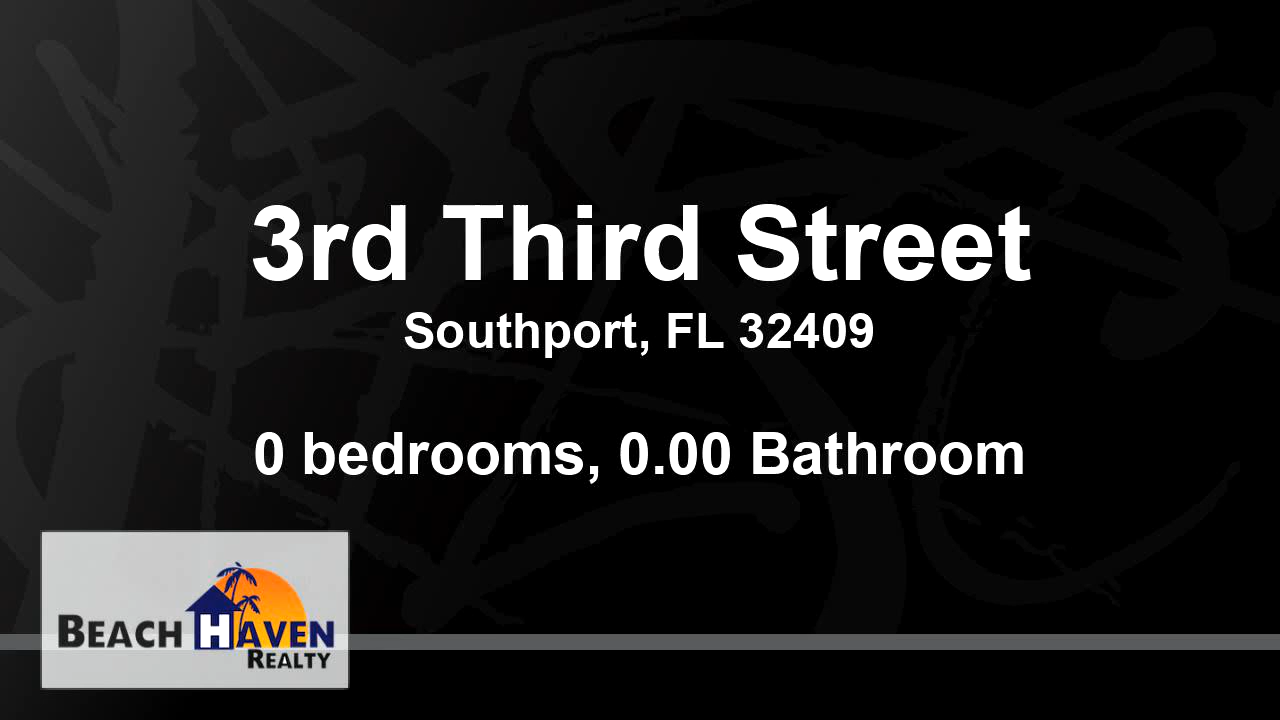 3rd Third Street
Southport, FL 32409
0 bedrooms, 0.00 Bathroom
BEACH HAVEN
REALTY